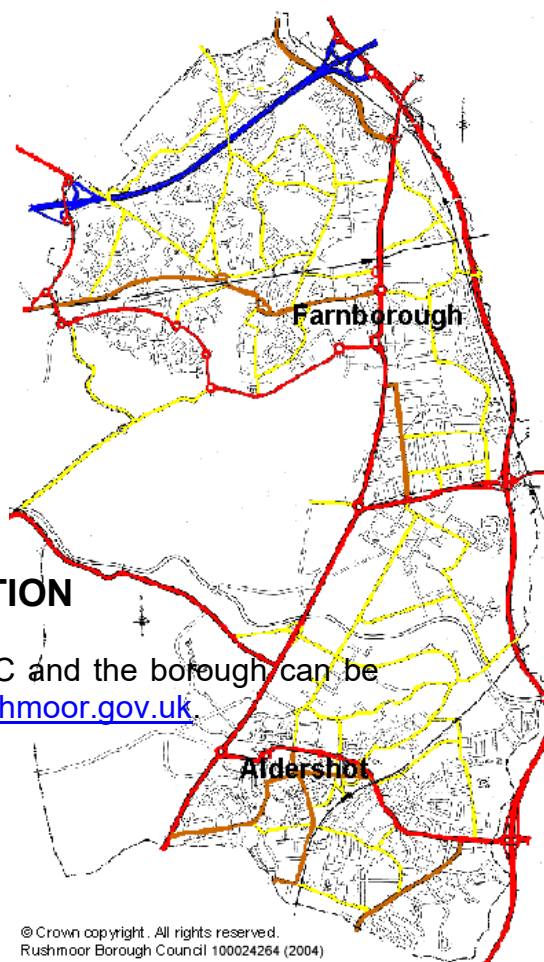 Farnborough
TION
C and the borough can be
hmoor.gov.uk.
Aldershot
© Crown copyright. All rights reserved.
Rushmoor Borough Council 100024264 (2004)